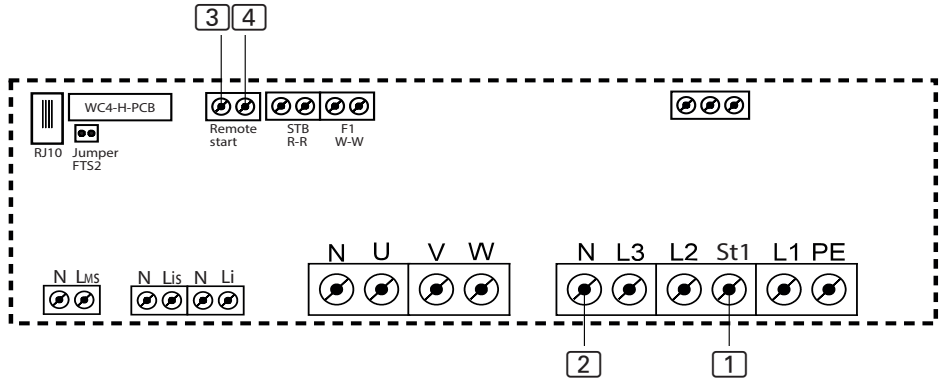 3 4
WC4-H-PCB
RJ10
Jumper
FTS2
Remote
start
STB
R-R
F1
W-W
N LMS
N Lis N Li
N U V W
N L3 L2 St1 L1 PE
2 1